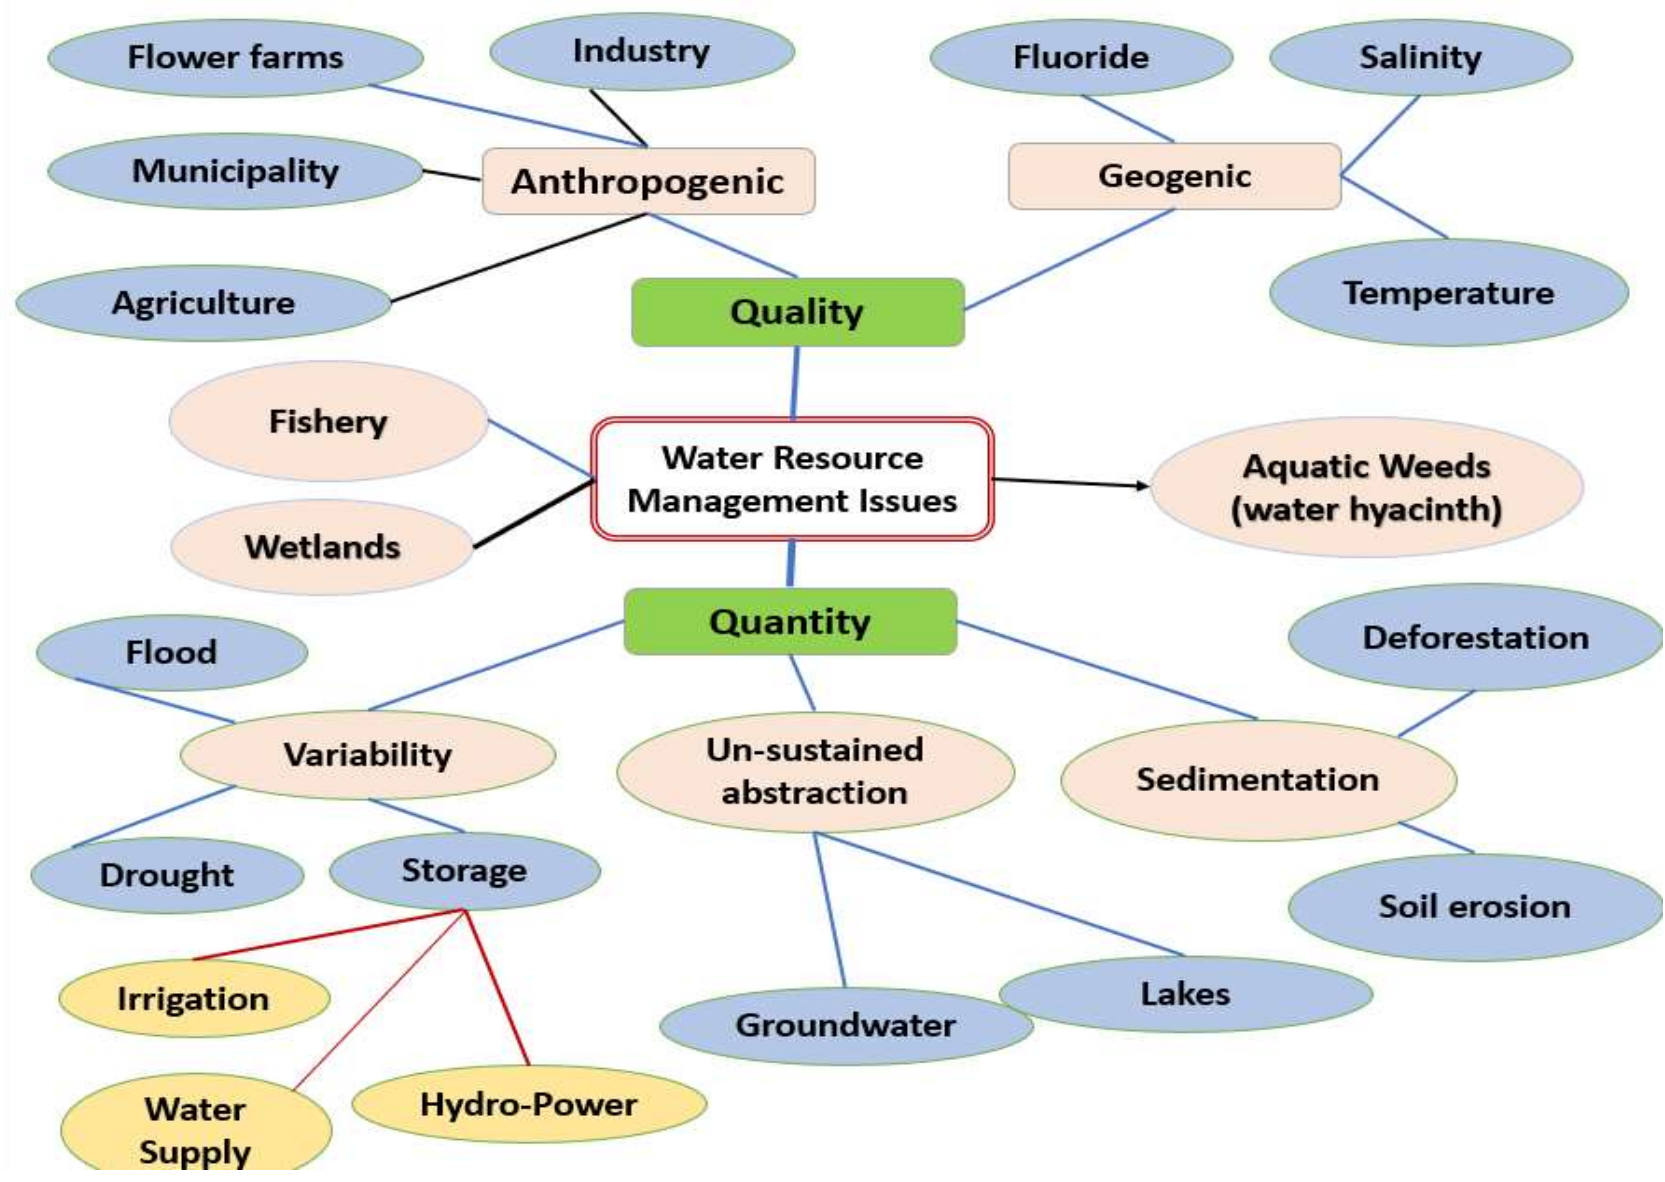 Flower farms
Industry
Fluoride
Salinity
Municipality
Anthropogenic
Geogenic
Agriculture
Quality
Temperature
Fishery
Water Resource
Management Issues
Aquatic Weeds
(water hyacinth)
Wetlands
Quantity
Deforestation
Flood
Variability
Un-sustained
abstraction
Sedimentation
Drought
Storage
Soil erosion
Irrigation
Groundwater
Lakes
Water
Supply
Hydro-Power